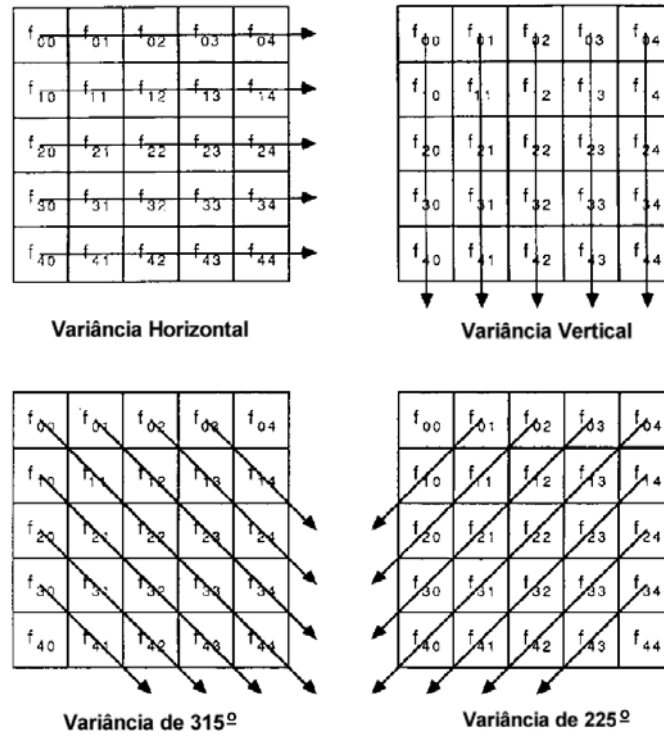 f00 f01 f02 f03 f04
f10 f11 f12 f13 f14
f20 f21 f22 f23 f24
f30 f31 f32 f33 f34
f40 f41 f42 f43 f44
Variância Horizontal
f00 f01 f02 f03 f04
f10 f11 f12 f13 f14
f20 f21 f22 f23 f24
f30 f31 f32 f33 f34
f40 f41 f42 f43 f44
Variância Vertical
f00 f01 f02 f03 f04
f10 f11 f12 f13 f14
f20 f21 f22 f23 f24
f30 f31 f32 f33 f34
f40 f41 f42 f43 f44
Variância de 315º
f00 f01 f02 f03 f04
f10 f11 f12 f13 f14
f20 f21 f22 f23 f24
f30 f31 f32 f33 f34
f40 f41 f42 f43 f44
Variância de 225º